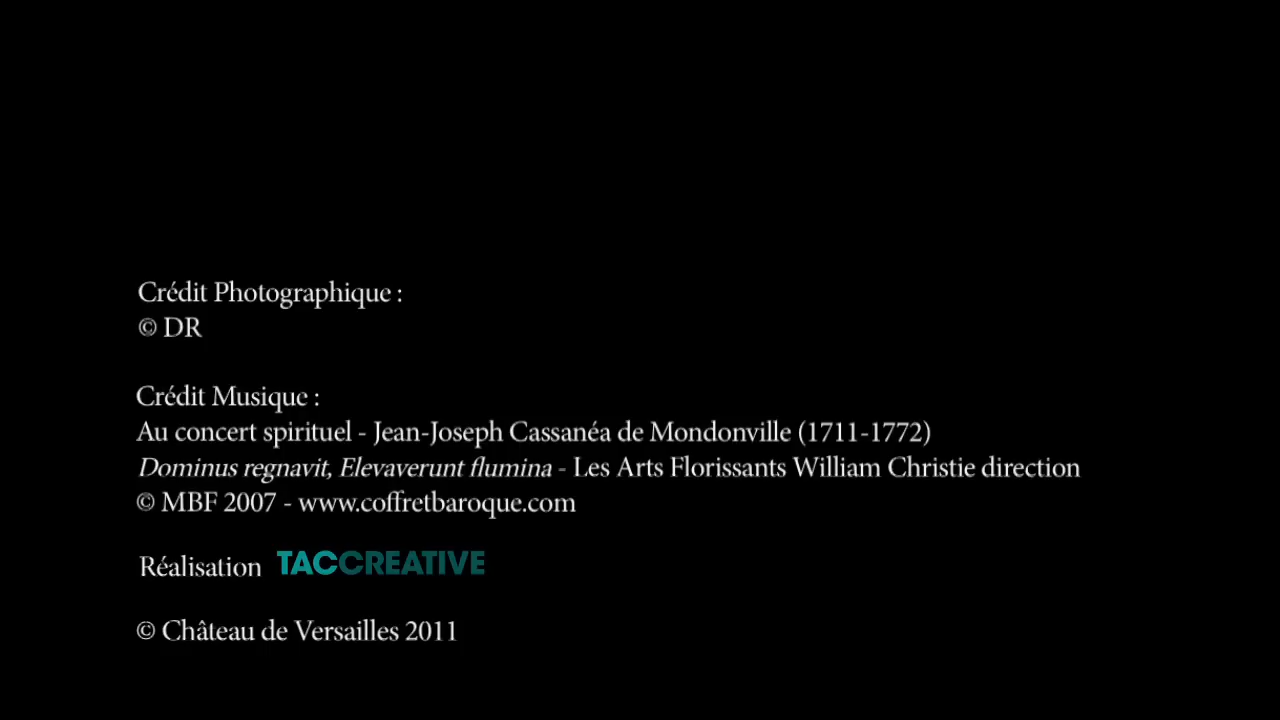 Crédit Photographique :
© DR
Crédit Musique :
Au concert spirituel - Jean-Joseph Cassanéa de Mondonville (1711-1772)
Dominus regnavit, Elevaverunt flumina - Les Arts Florissants William Christie direction
© MBF 2007 - www.coffretbaroque.com
Réalisation TACCREATIVE
© Château de Versailles 2011